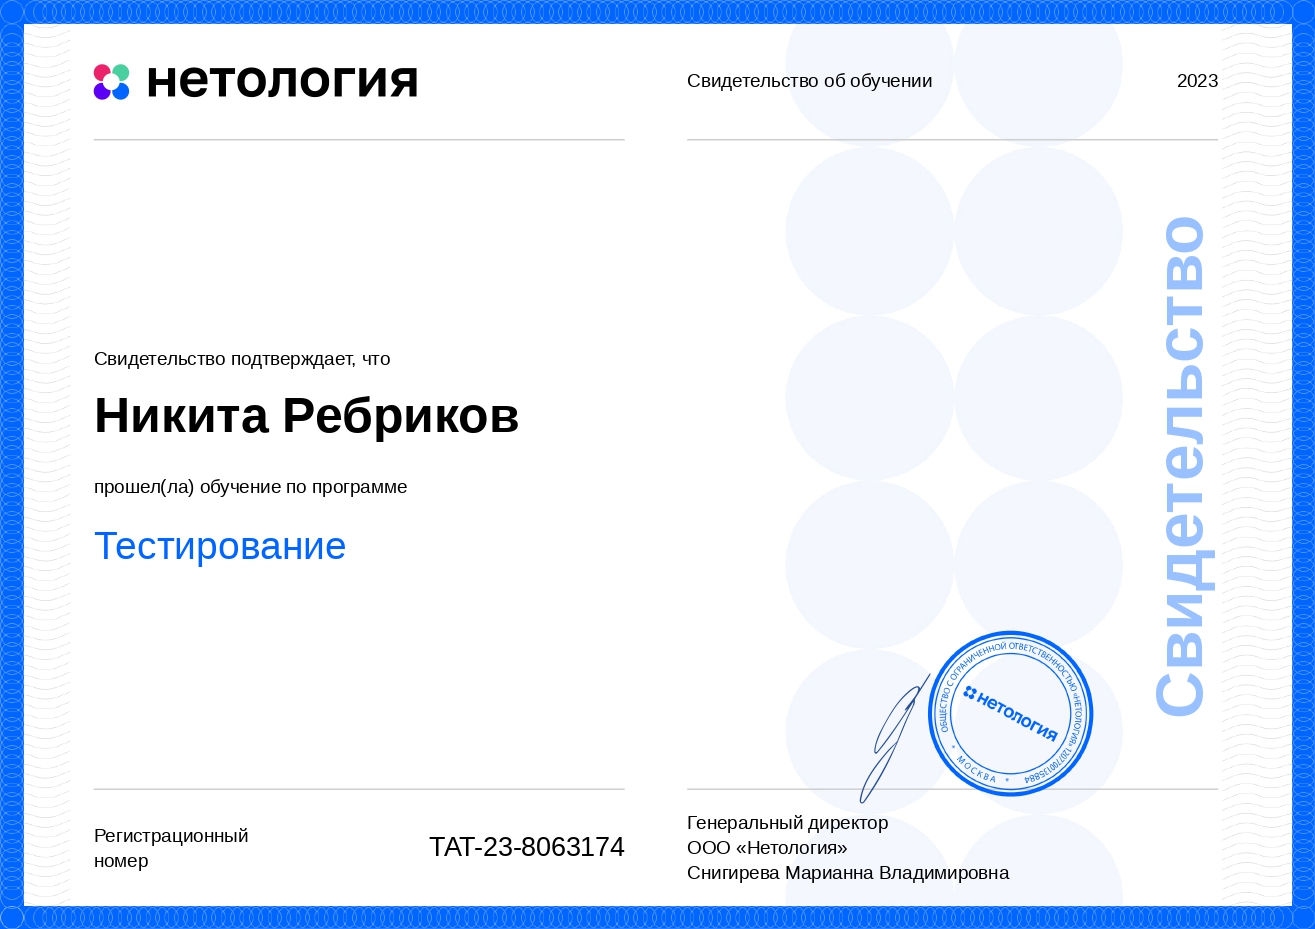 нетология
Свидетельство об обучении
2023
Свидетельство подтверждает, что
Никита Ребриков
прошел(ла) обучение по программе
Тестирование
Свидетельство
ОБЩЕСТВО С ОГРАНИЧЕННОЙ ОТВЕТСТВЕННОСТЬЮ «НЕТОЛОГИЯ» 1207700135884
* МОСКВА *
нетология
Регистрационный
номер
ТАТ-23-8063174
Генеральный директор
ООО «Нетология»
Снигирева Марианна Владимировна